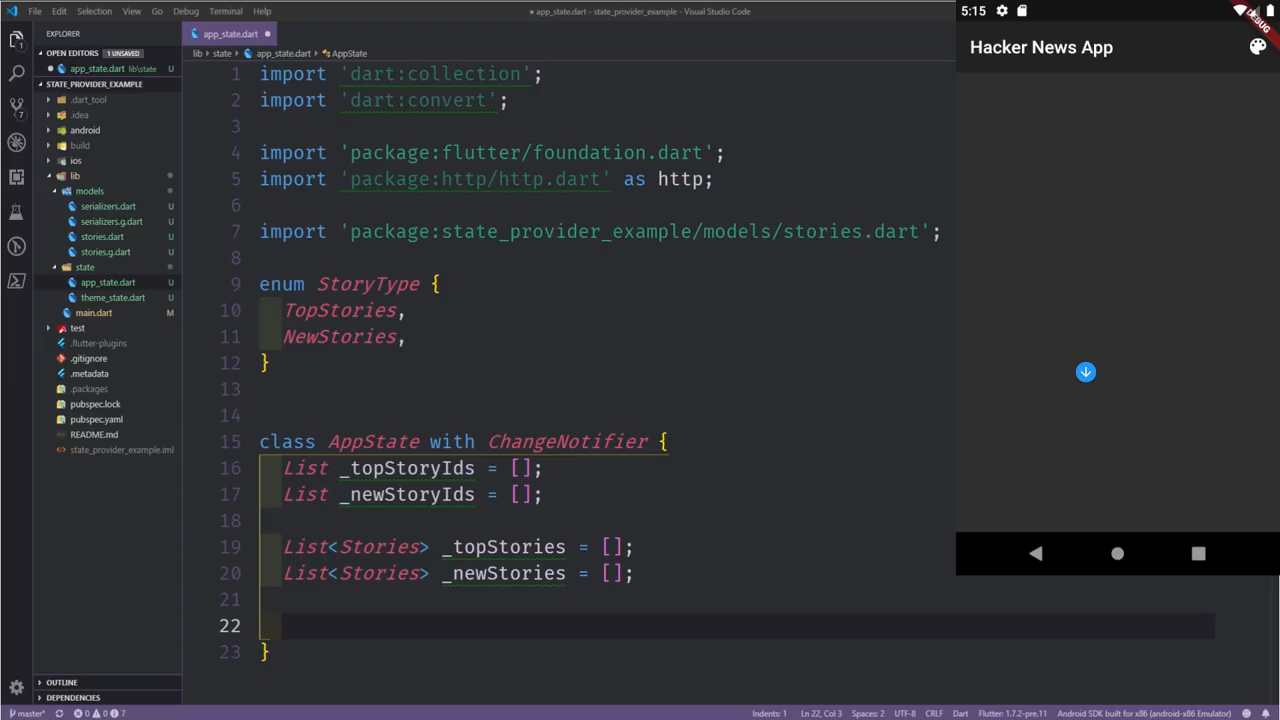 File Edit Selection View Go Debug Terminal Help
● app_state.dart - state_provider_example - Visual Studio Code
EXPLORER
OPEN EDITORS 1 UNSAVED
app_state.dart lib\state U
STATE_PROVIDER_EXAMPLE
.dart_tool
.idea
android
build
ios
lib
models
serializers.dart U
serializers.g.dart U
stories.dart U
stories.g.dart U
state
app_state.dart U
theme_state.dart U
main.dart M
test
.flutter-plugins
.gitignore
.metadata
.packages
pubspec.lock
pubspec.yaml
README.md
state_provider_example.iml
OUTLINE
DEPENDENCIES
1
7
app_state.dart
lib › state › app_state.dart › AppState
1 import 'dart:collection';
2 import 'dart:convert';
3
4 import 'package:flutter/foundation.dart';
5 import 'package:http/http.dart' as http;
6
7 import 'package:state_provider_example/models/stories.dart';
8
9 enum StoryType {
10 TopStories,
11 NewStories,
12 }
13
14
15 class AppState with ChangeNotifier {
16 List _topStoryIds = [];
17 List _newStoryIds = [];
18
19 List<Stories> _topStories = [];
20 List<Stories> _newStories = [];
21
22
23 }
5:15
DEBUG
Hacker News App
master* 0 0 7
Indents: 1 Ln 22, Col 3 Spaces: 2 UTF-8 CRLF Dart Flutter: 1.7.2-pre.11 Android SDK built for x86 (android-x86 Emulator)